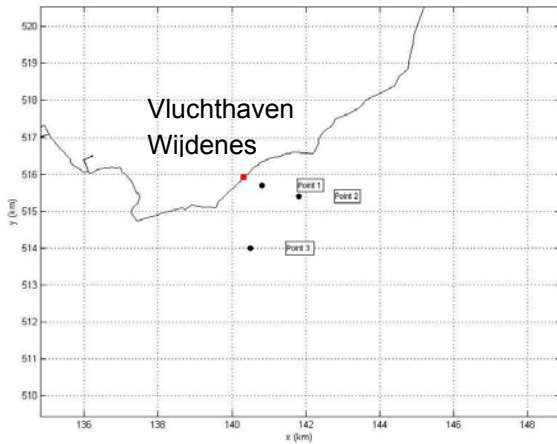 520
519
518
Vluchthaven
517
Wijdenes
516
Point 1
515
Point 2
514
Point 3
513
512
511
510
136 138 140 142 144 146 148
x (km)
y (km)